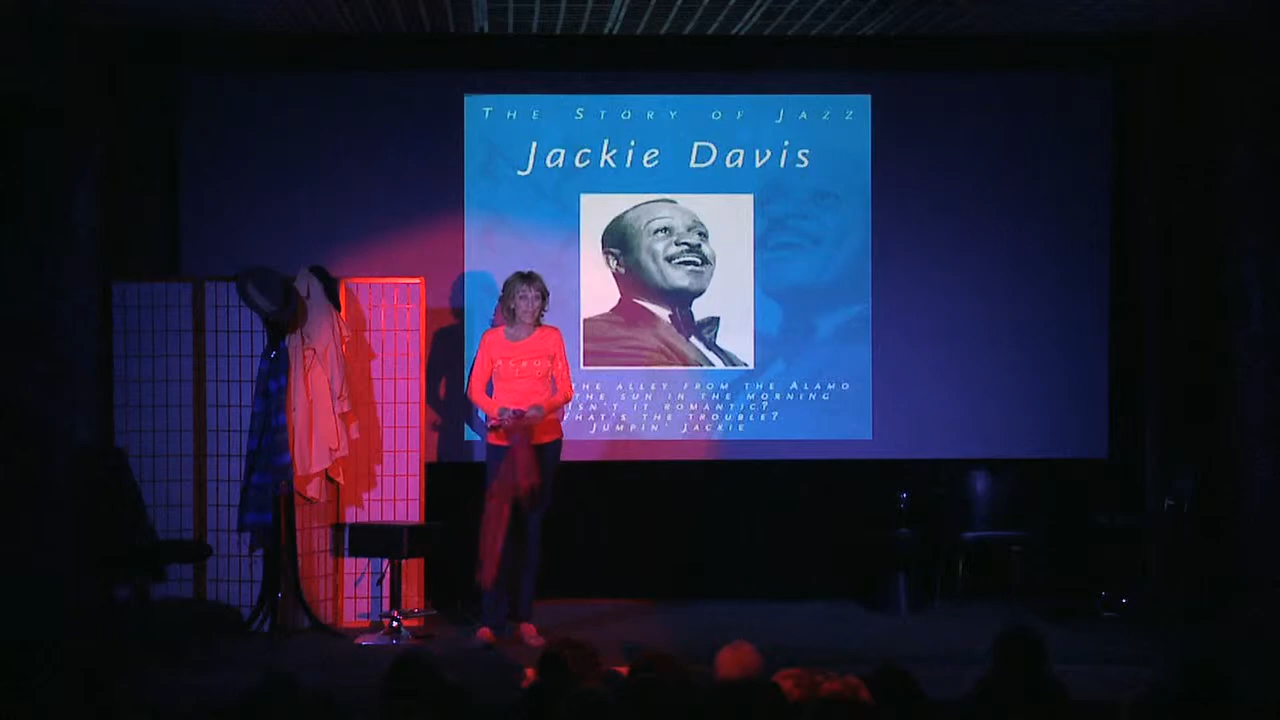 THE STORY OF JAZZ
Jackie Davis
THE ALLEY FROM THE ALAMO
THE SUN IN THE MORNING
ISN'T IT ROMANTIC?
WHAT'S THE TROUBLE?
JUMPIN' JACKIE